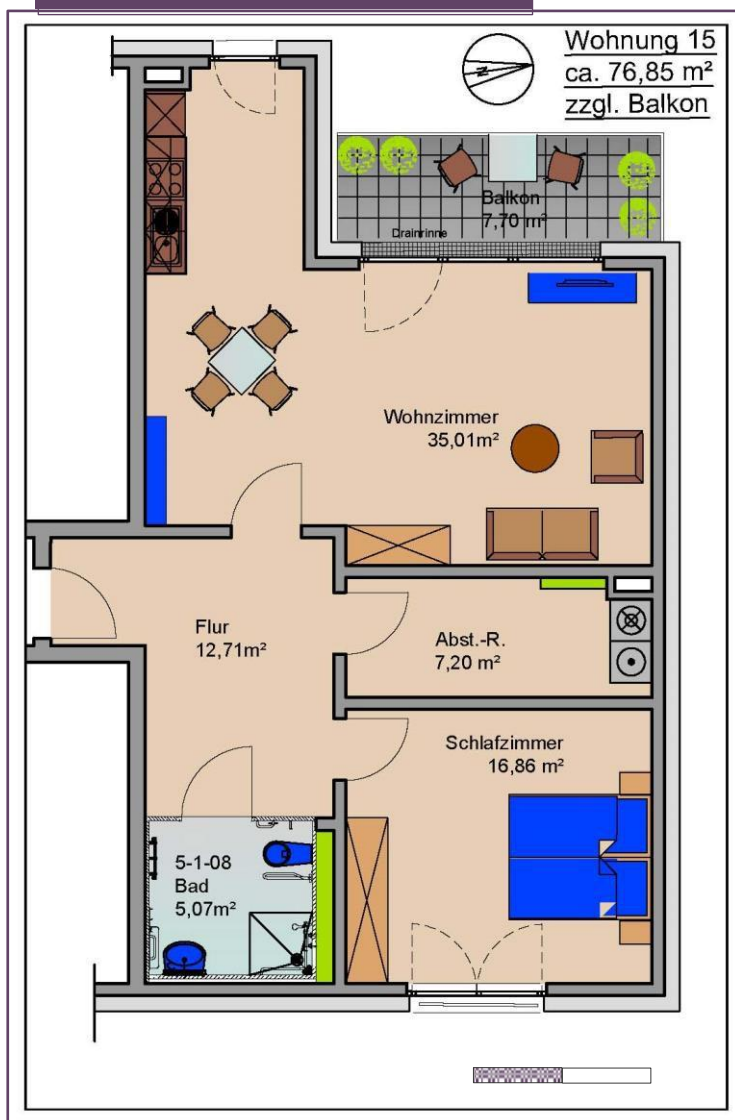 Wohnung 15
ca. 76,85 m²
zzgl. Balkon
N
Balkon
7,70 m²
Drainrinne
Wohnzimmer
35,01m²
Flur
12,71m²
Abst.-R.
7,20 m²
Schlafzimmer
16,86 m²
5-1-08
Bad
5,07m²